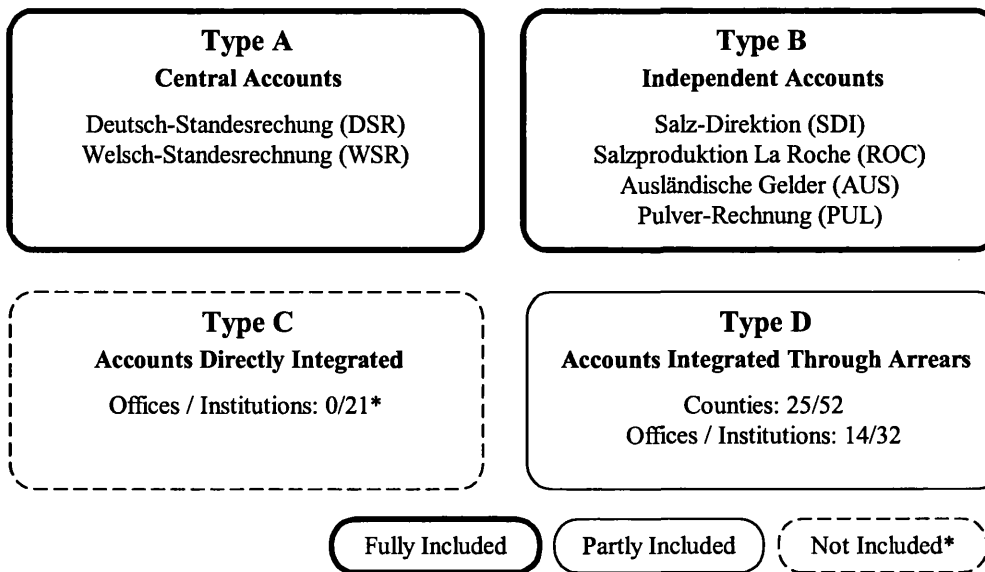 Type A
Central Accounts
Deutsch-Standesrechung (DSR)
Welsch-Standesrechnung (WSR)
Type B
Independent Accounts
Salz-Direktion (SDI)
Salzproduktion La Roche (ROC)
Ausländische Gelder (AUS)
Pulver-Rechnung (PUL)
Type C
Accounts Directly Integrated
Offices / Institutions: 0/21*
Type D
Accounts Integrated Through Arrears
Counties: 25/52
Offices / Institutions: 14/32
Fully Included
Partly Included
Not Included*